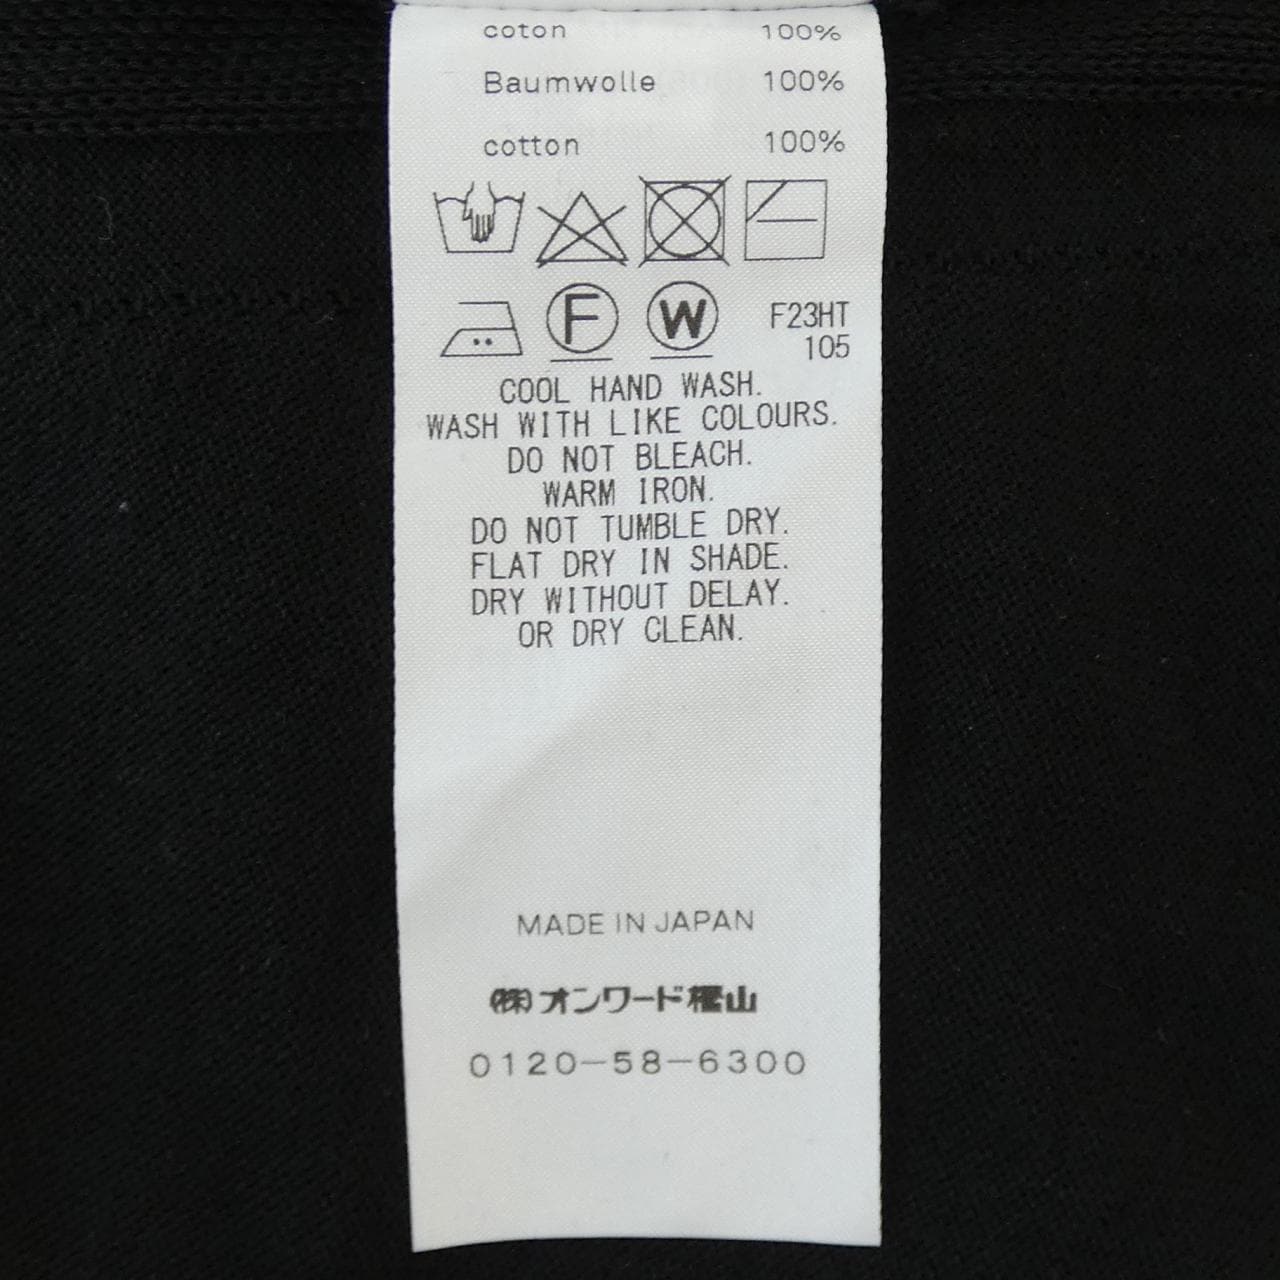 coton 100%
Baumwolle 100%
cotton 100%
F W F23HT
105
COOL HAND WASH.
WASH WITH LIKE COLOURS.
DO NOT BLEACH.
WARM IRON.
DO NOT TUMBLE DRY.
FLAT DRY IN SHADE.
DRY WITHOUT DELAY.
OR DRY CLEAN.
MADE IN JAPAN
㈱オンワード樫山
0120-58-6300